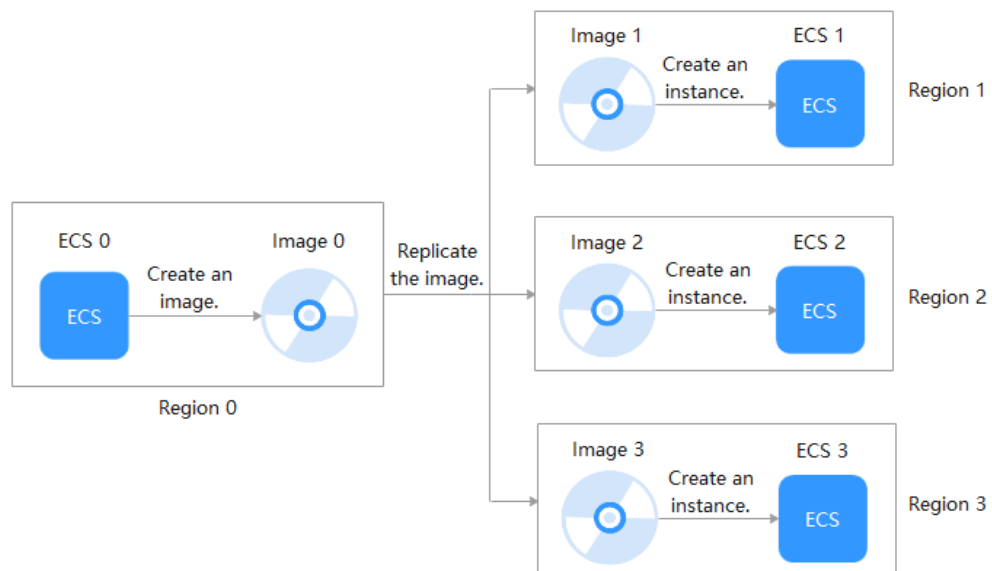 ECS 0
Image 0
Create an
image.
ECS
Region 0
Replicate
the image.
Image 1
ECS 1
Create an
instance.
ECS
Region 1
Image 2
ECS 2
Create an
instance.
ECS
Region 2
Image 3
ECS 3
Create an
instance.
ECS
Region 3